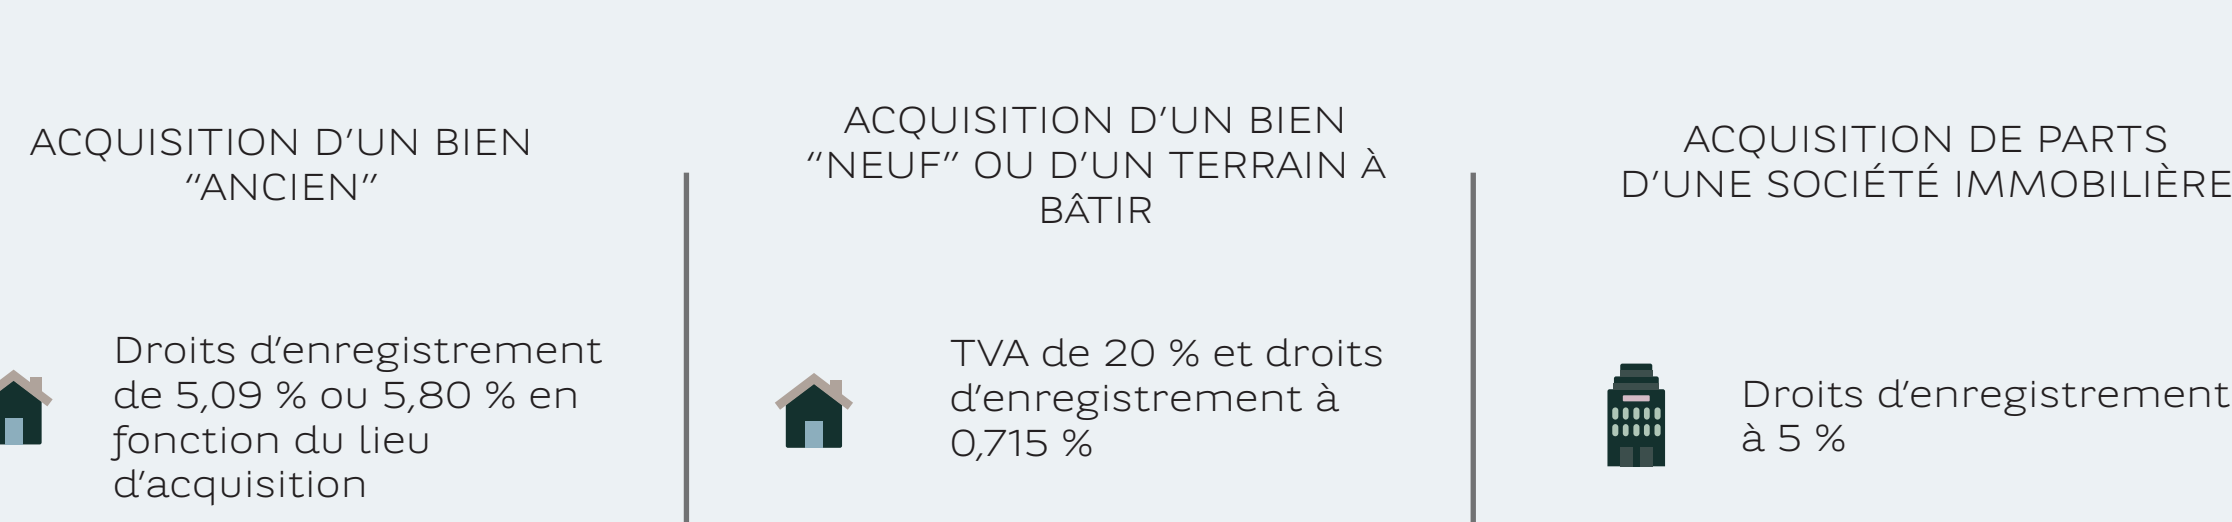 ACQUISITION D’UN BIEN
“ANCIEN”
Droits d’enregistrement
de 5,09 % ou 5,80 % en
fonction du lieu
d’acquisition
ACQUISITION D’UN BIEN
“NEUF” OU D’UN TERRAIN À
BÂTIR
TVA de 20 % et droits
d’enregistrement à
0,715 %
ACQUISITION DE PARTS
D’UNE SOCIÉTÉ IMMOBILIÈRE
Droits d’enregistrement
à 5 %